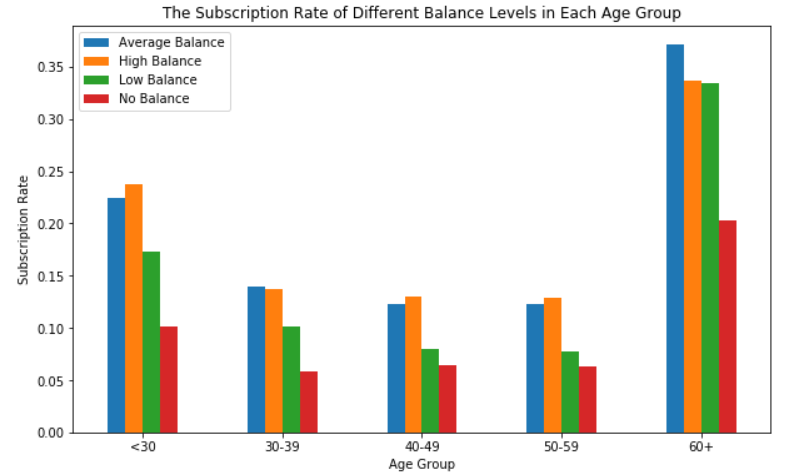 The Subscription Rate of Different Balance Levels in Each Age Group
Average Balance
High Balance
Low Balance
No Balance
Subscription Rate
0.35
0.30
0.25
0.20
0.15
0.10
0.05
0.00
<30
30-39
40-49
50-59
60+
Age Group